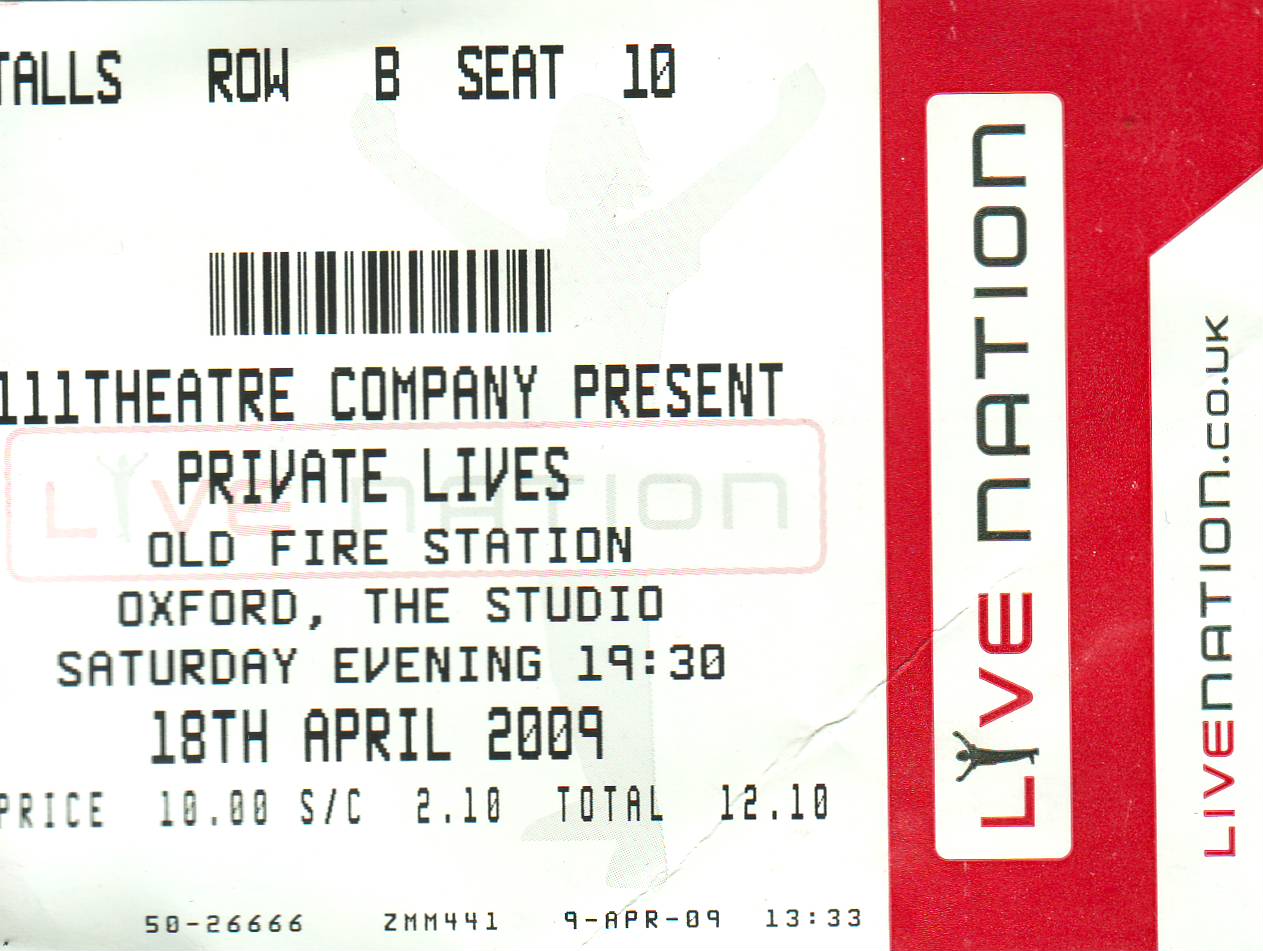 TALLS ROW B SEAT 10
111THEATRE COMPANY PRESENT
PRIVATE LIVES
LIVE NATION
OLD FIRE STATION
OXFORD, THE STUDIO
SATURDAY EVENING 19:30
18TH APRIL 2009
PRICE 10.00 S/C 2.10 TOTAL 12.10
50-26666 ZMM441 9-APR-09 13:33
LIVE NATION
LIVENATION.CO.UK